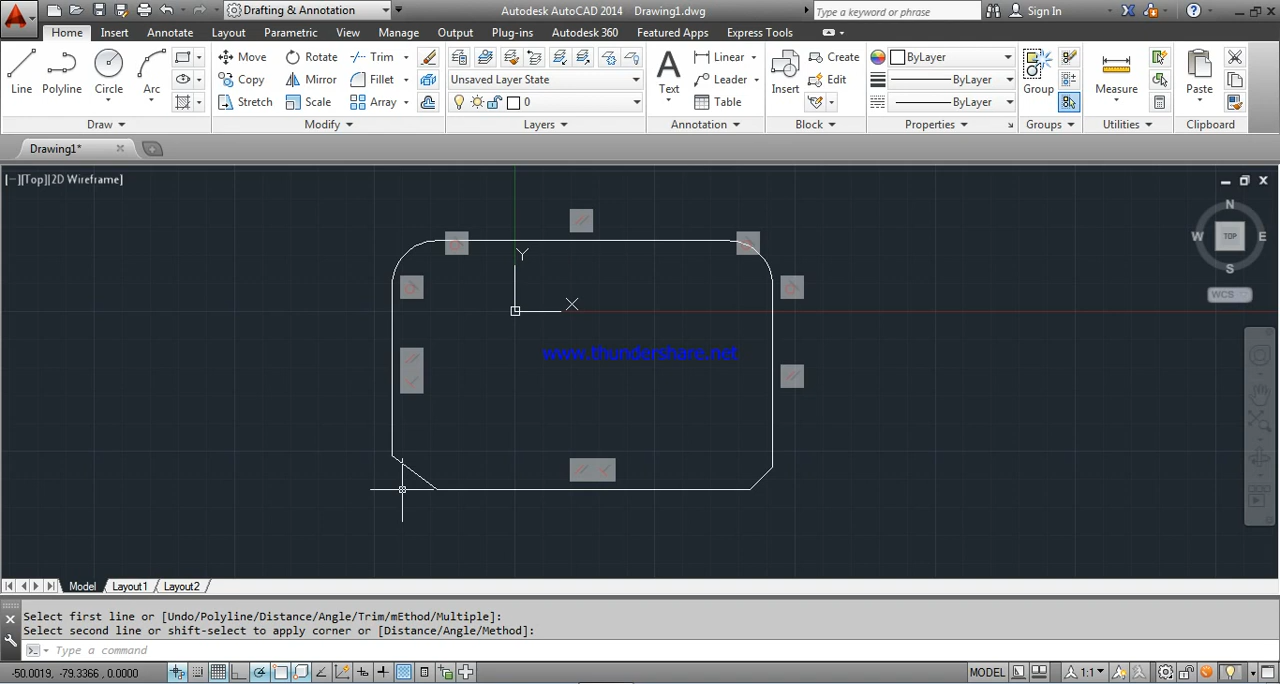 Drafting & Annotation
Autodesk AutoCAD 2014 Drawing1.dwg
Type a keyword or phrase
Sign In
Home Insert Annotate Layout Parametric View Manage Output Plug-ins Autodesk 360 Featured Apps Express Tools
Line Polyline Circle Arc
Move Rotate Trim
Copy Mirror Fillet
Stretch Scale Array
Unsaved Layer State
0
Text
Linear
Leader
Table
Insert
Create
Edit
ByLayer
ByLayer
ByLayer
Group
Measure
Paste
Draw Modify Layers Annotation Block Properties Groups Utilities Clipboard
Drawing1*
[−][Top][2D Wireframe]
N
W TOP E
S
WCS
Y
X
www.thundershare.net
Model Layout1 Layout2
Select first line or [Undo/Polyline/Distance/Angle/Trim/mEthod/Multiple]:
Select second line or shift-select to apply corner or [Distance/Angle/Method]:
Type a command
-50.0019, -79.3366, 0.0000
MODEL
1:1